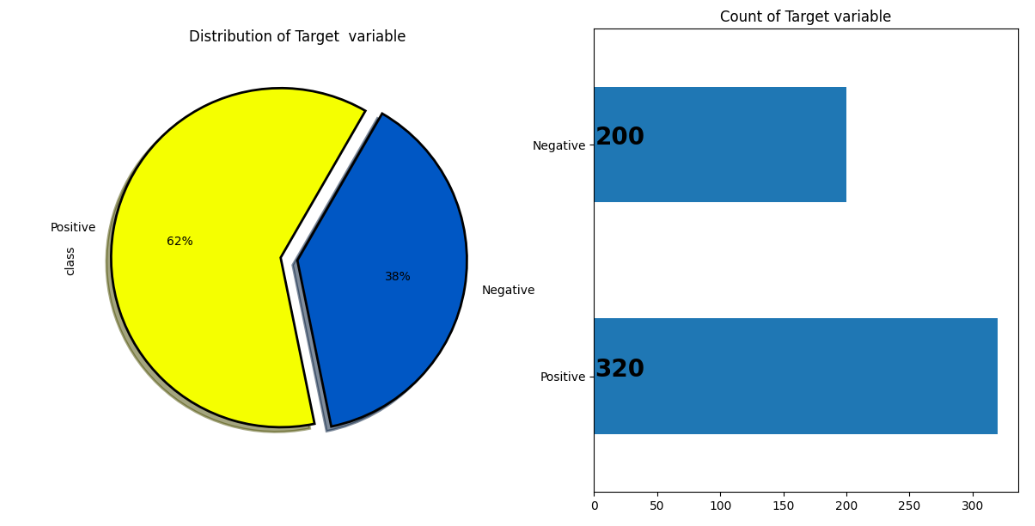 Distribution of Target  variable
Positive
class
62%
38%
Negative
Count of Target variable
Negative
200
Positive
320
0 50 100 150 200 250 300